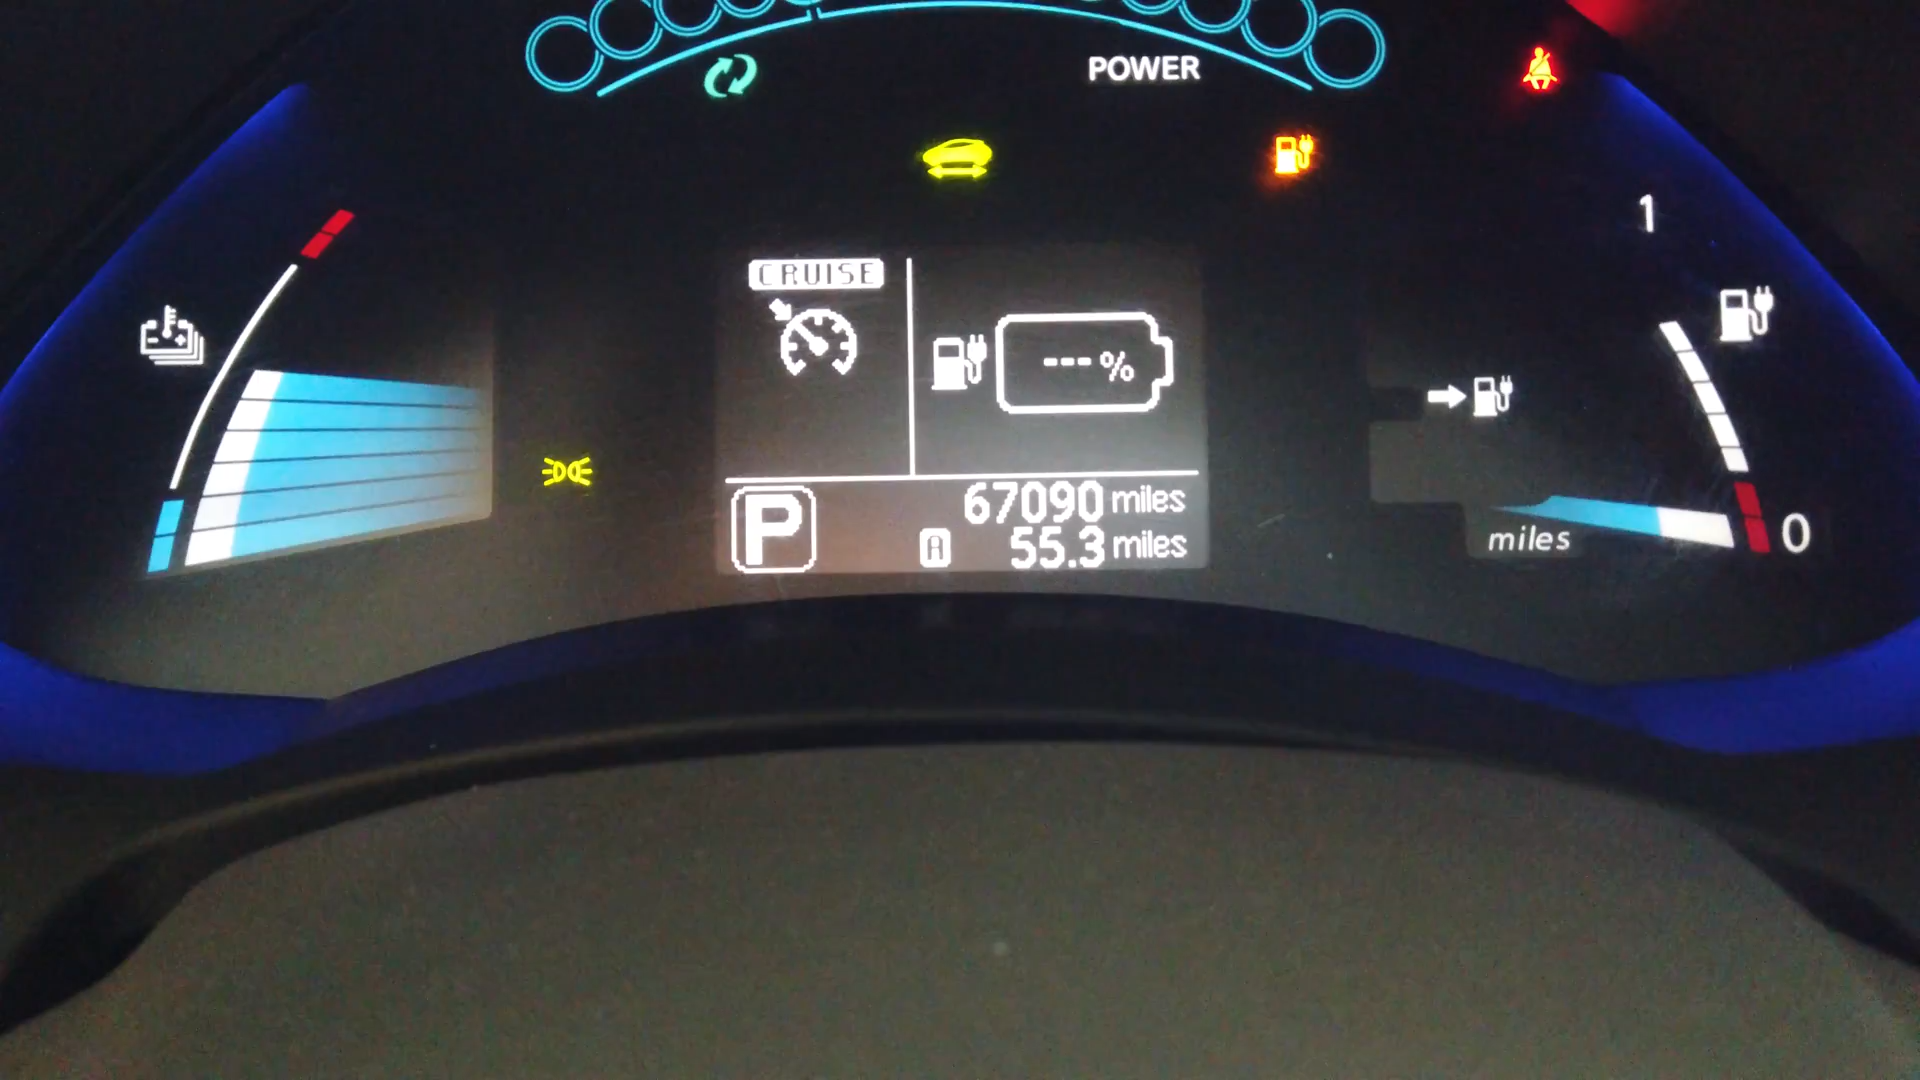 POWER
1
CRUISE
---%
P
67090 miles
A 55.3 miles
miles
0